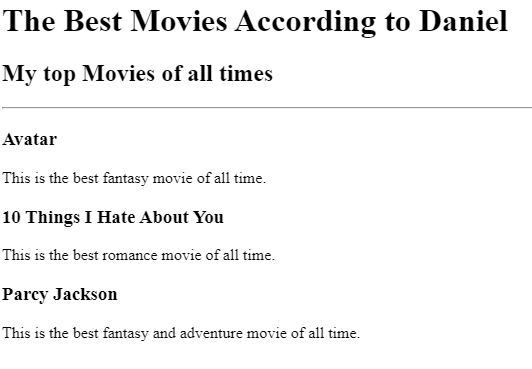 The Best Movies According to Daniel
My top Movies of all times
Avatar
This is the best fantasy movie of all time.
10 Things I Hate About You
This is the best romance movie of all time.
Parcy Jackson
This is the best fantasy and adventure movie of all time.